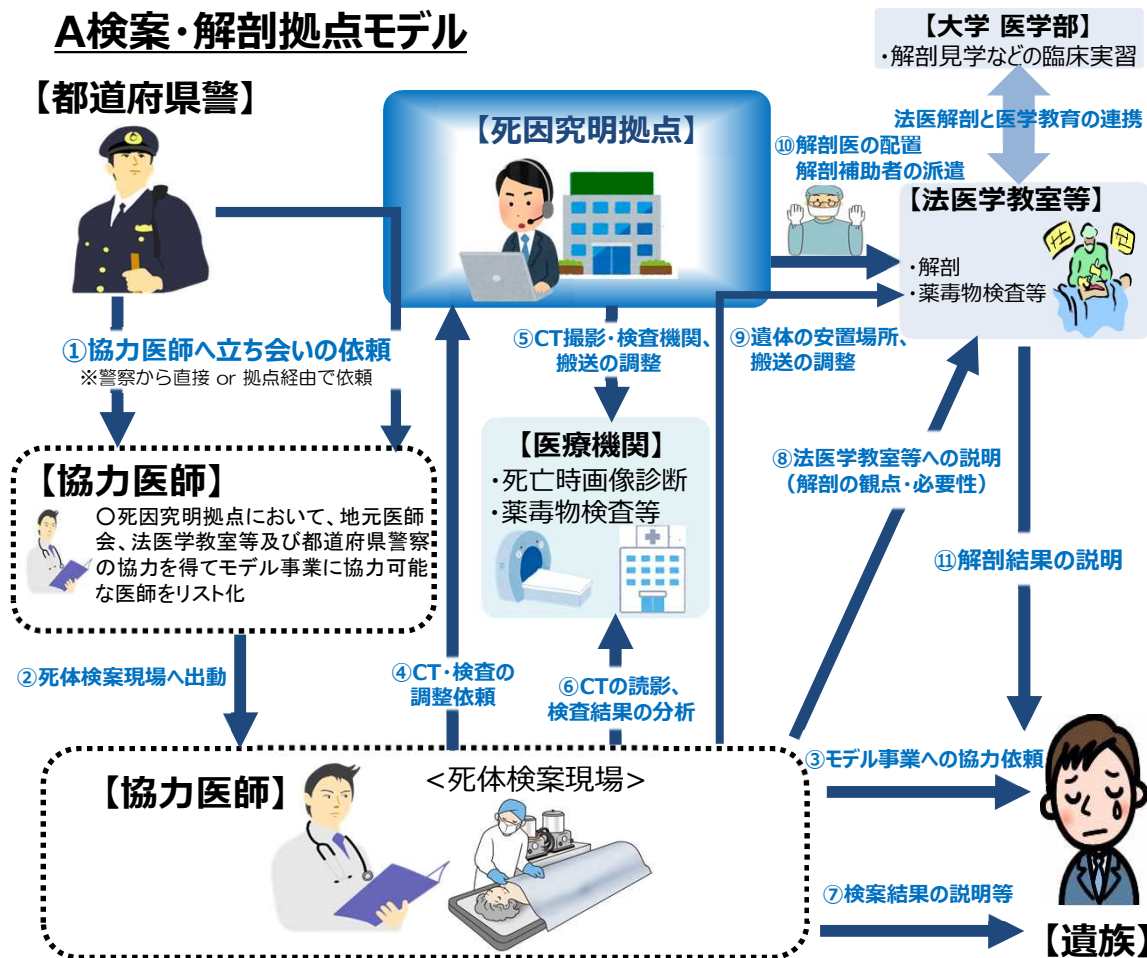 A検案・解剖拠点モデル
【大学 医学部】
・解剖見学などの臨床実習
【都道府県警】
【死因究明拠点】
法医解剖と医学教育の連携
⑩解剖医の配置
解剖補助者の派遣
【法医学教室等】
・解剖
・薬毒物検査等
①協力医師へ立ち会いの依頼
※警察から直接 or 拠点経由で依頼
⑤CT撮影・検査機関、
搬送の調整
⑨遺体の安置場所、
搬送の調整
【協力医師】
〇死因究明拠点において、地元医師
会、法医学教室等及び都道府県警察
の協力を得てモデル事業に協力可能
な医師をリスト化
【医療機関】
・死亡時画像診断
・薬毒物検査等
⑧法医学教室等への説明
（解剖の観点・必要性）
⑪解剖結果の説明
②死体検案現場へ出動
④CT・検査の
調整依頼
⑥CTの読影、
検査結果の分析
③モデル事業への協力依頼
【協力医師】
<死体検案現場>
⑦検案結果の説明等
【遺族】